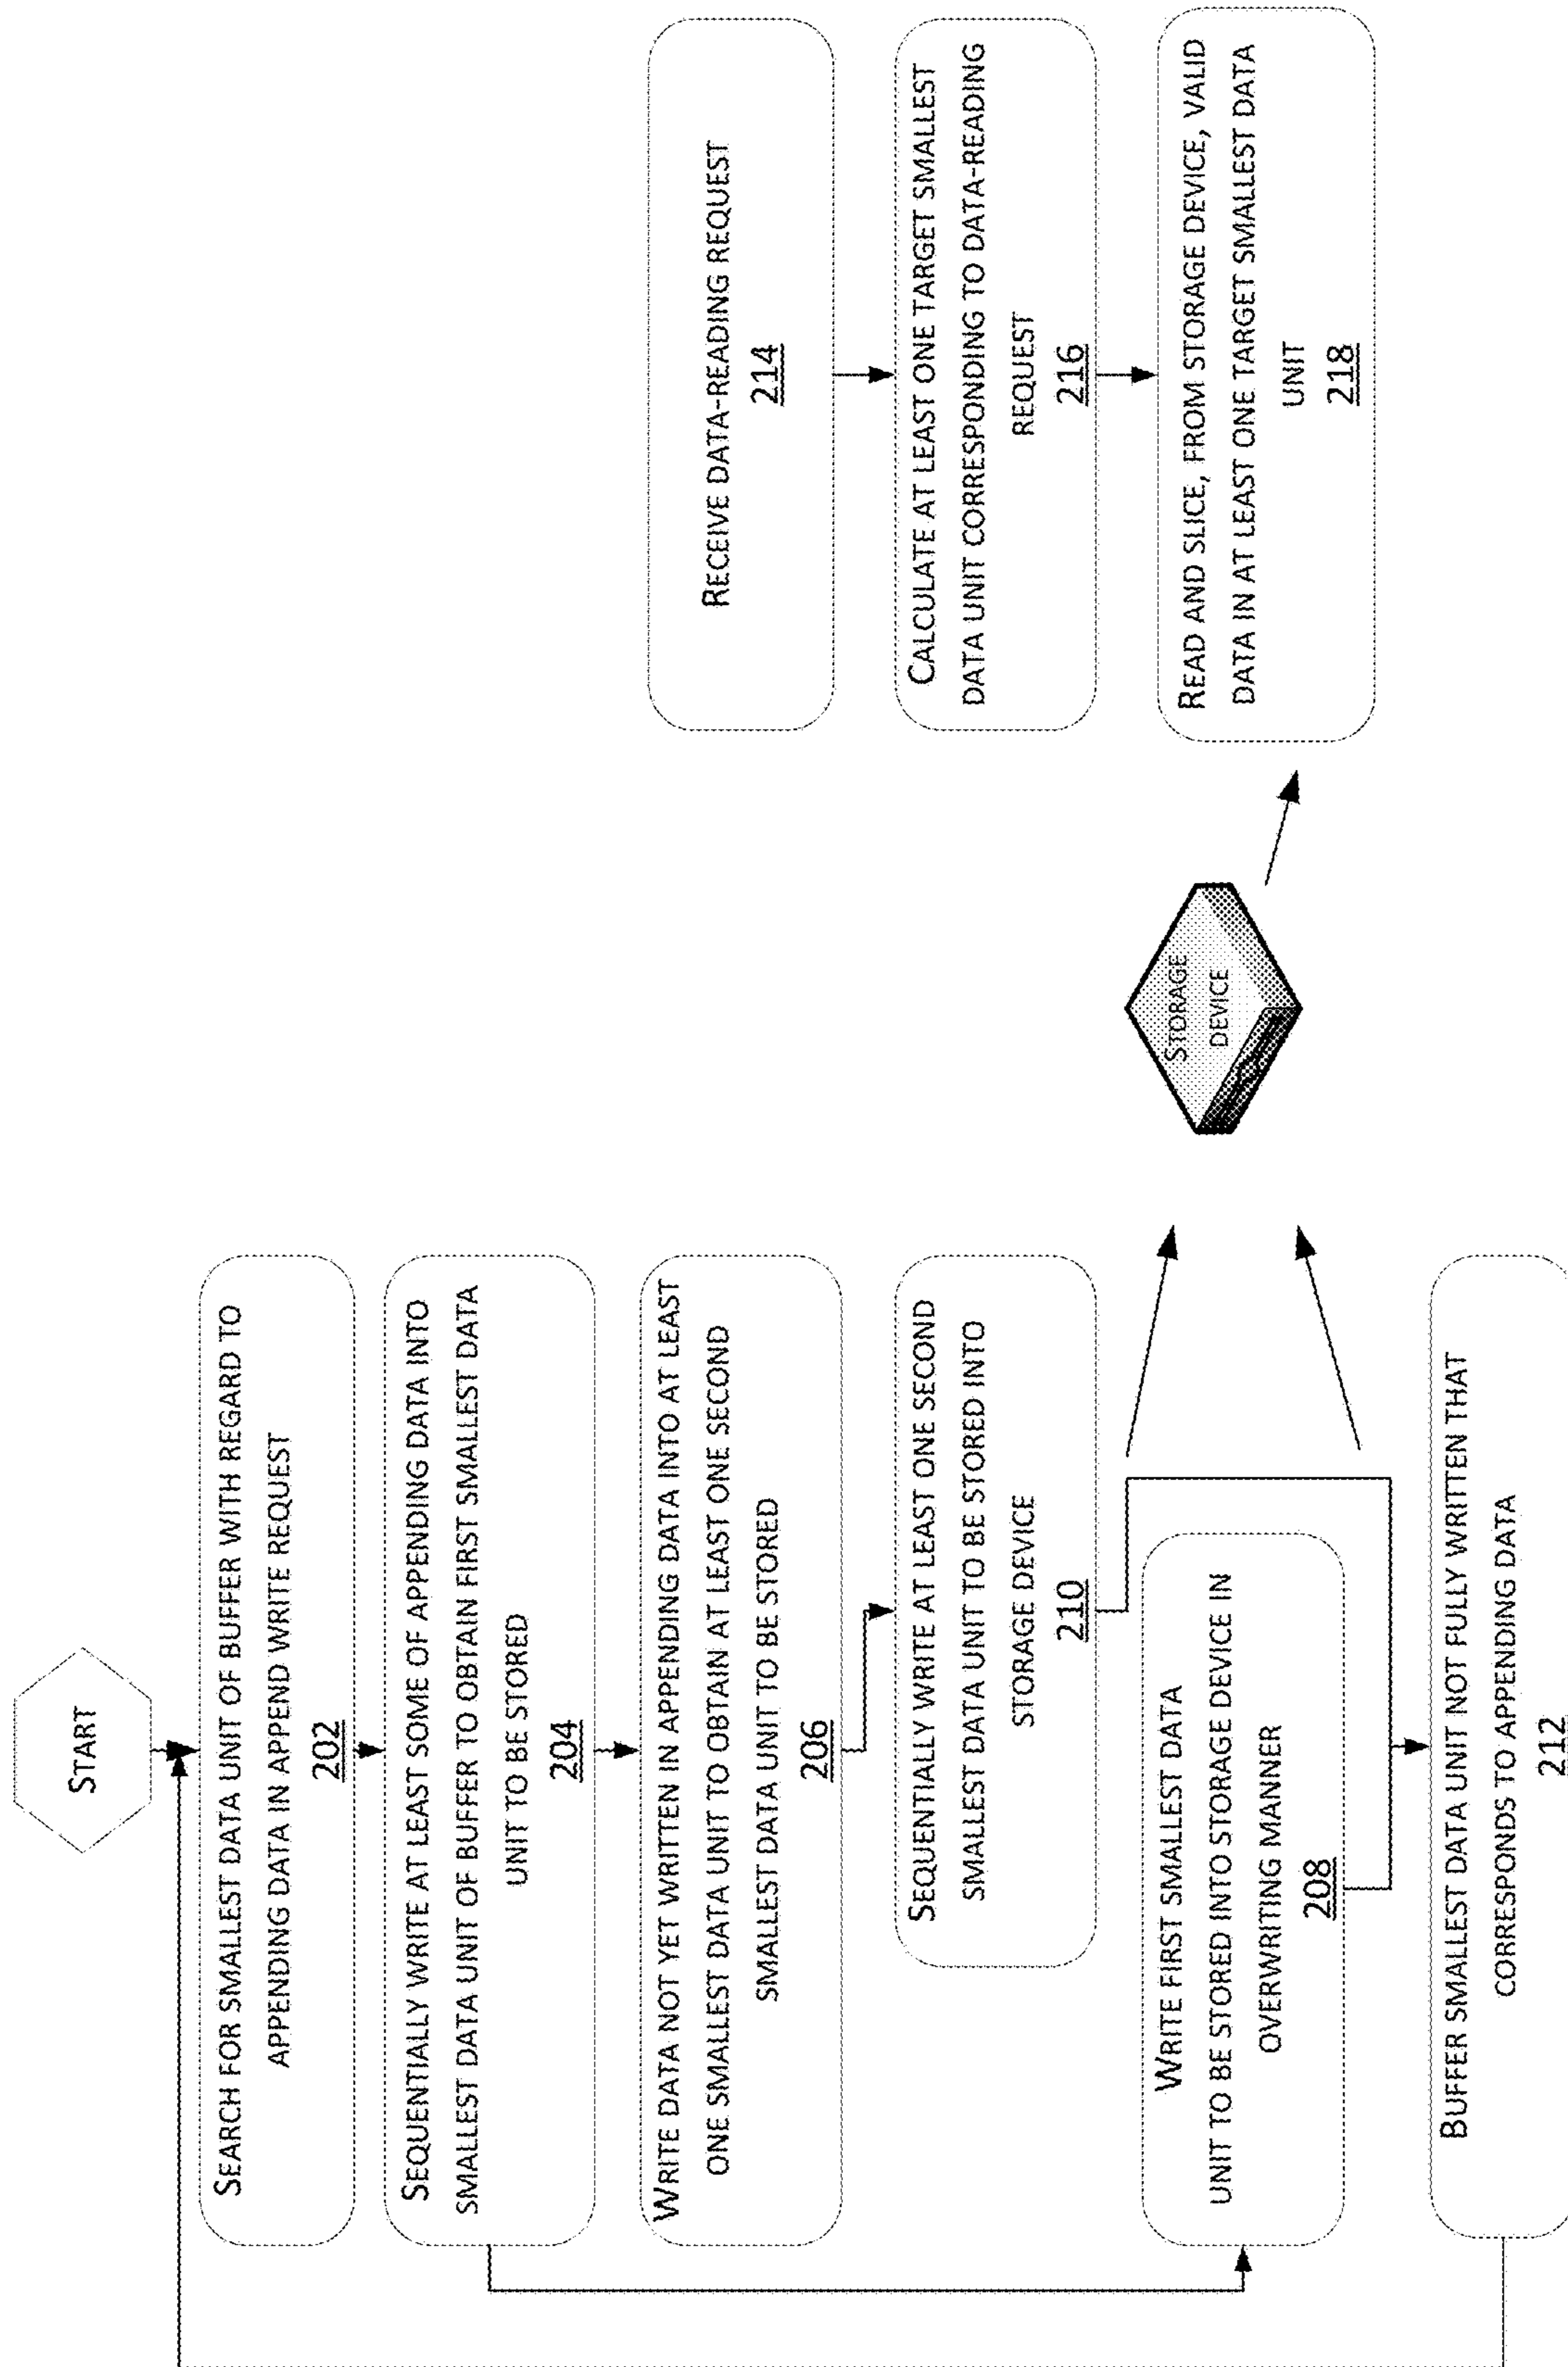 START
SEARCH FOR SMALLEST DATA UNIT OF BUFFER WITH REGARD TO
APPENDING DATA IN APPEND WRITE REQUEST
202
SEQUENTIALLY WRITE AT LEAST SOME OF APPENDING DATA INTO
SMALLEST DATA UNIT OF BUFFER TO OBTAIN FIRST SMALLEST DATA
UNIT TO BE STORED
204
WRITE DATA NOT YET WRITTEN IN APPENDING DATA INTO AT LEAST
ONE SMALLEST DATA UNIT TO OBTAIN AT LEAST ONE SECOND
SMALLEST DATA UNIT TO BE STORED
206
SEQUENTIALLY WRITE AT LEAST ONE SECOND
SMALLEST DATA UNIT TO BE STORED INTO
STORAGE DEVICE
210
WRITE FIRST SMALLEST DATA
UNIT TO BE STORED INTO STORAGE DEVICE IN
OVERWRITING MANNER
208
BUFFER SMALLEST DATA UNIT NOT FULLY WRITTEN THAT
CORRESPONDS TO APPENDING DATA
212
STORAGE
DEVICE
RECEIVE DATA-READING REQUEST
214
CALCULATE AT LEAST ONE TARGET SMALLEST
DATA UNIT CORRESPONDING TO DATA-READING
REQUEST
216
READ AND SLICE, FROM STORAGE DEVICE, VALID
DATA IN AT LEAST ONE TARGET SMALLEST DATA
UNIT
218